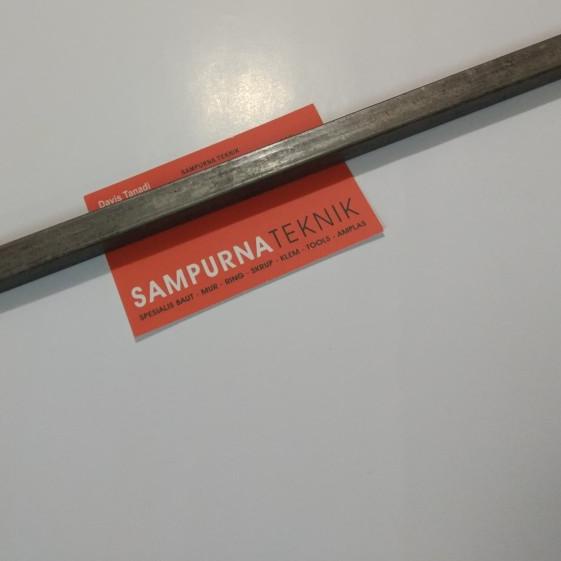 SAMPURNA TEKNIK
Davis Tanadi
SAMPURNATEKNIK
SPESIALIS BAUT - MUR - RING - SKRUP - KLEM - TOOLS - AMPLAS